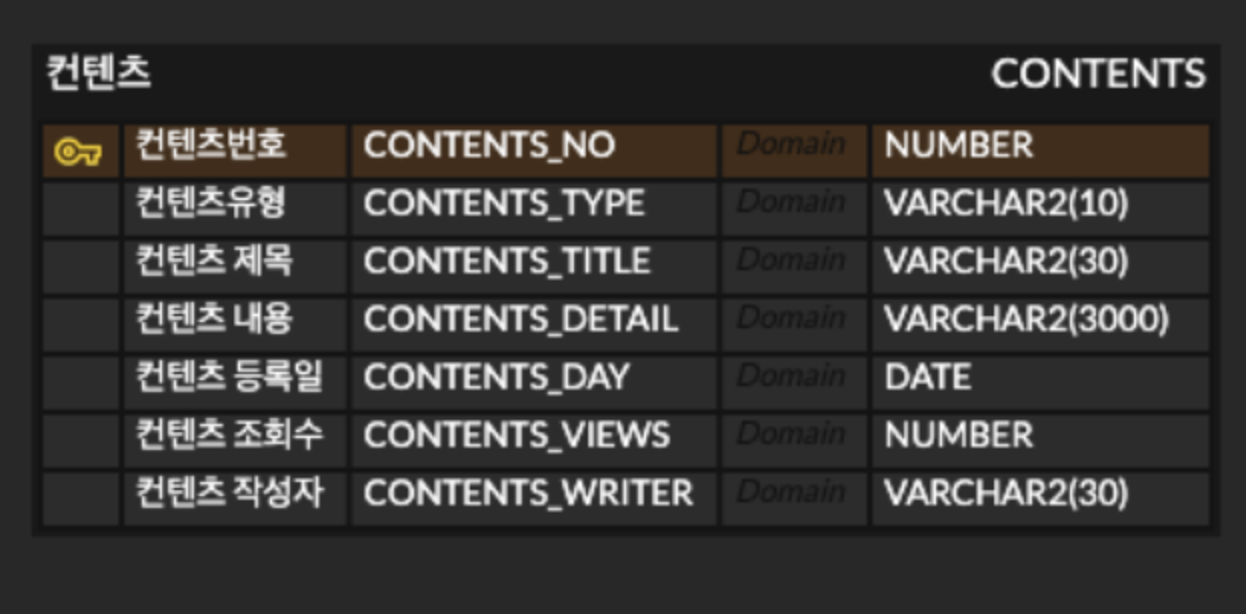 컨텐츠 CONTENTS
컨텐츠번호 CONTENTS_NO Domain NUMBER
컨텐츠유형 CONTENTS_TYPE Domain VARCHAR2(10)
컨텐츠 제목 CONTENTS_TITLE Domain VARCHAR2(30)
컨텐츠 내용 CONTENTS_DETAIL Domain VARCHAR2(3000)
컨텐츠 등록일 CONTENTS_DAY Domain DATE
컨텐츠 조회수 CONTENTS_VIEWS Domain NUMBER
컨텐츠 작성자 CONTENTS_WRITER Domain VARCHAR2(30)